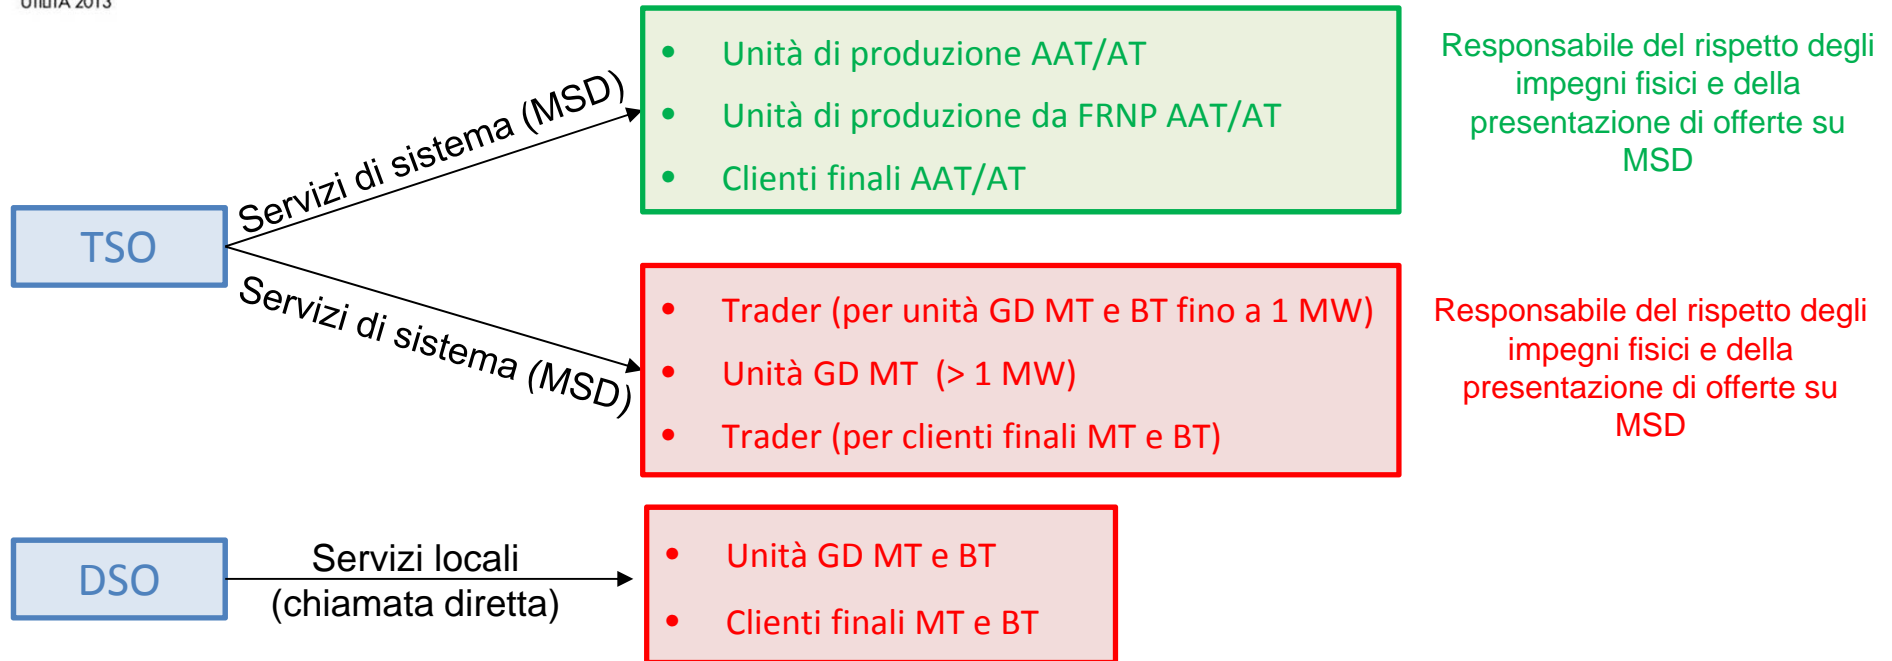 UTILITÀ 2013
• Unità di produzione AAT/AT
• Unità di produzione da FRNP AAT/AT
• Clienti finali AAT/AT
Responsabile del rispetto degli
impegni fisici e della
presentazione di offerte su
MSD
Servizi di sistema (MSD)
TSO
Servizi di sistema (MSD)
• Trader (per unità GD MT e BT fino a 1 MW)
• Unità GD MT (> 1 MW)
• Trader (per clienti finali MT e BT)
Responsabile del rispetto degli
impegni fisici e della
presentazione di offerte su
MSD
DSO
Servizi locali
(chiamata diretta)
• Unità GD MT e BT
• Clienti finali MT e BT